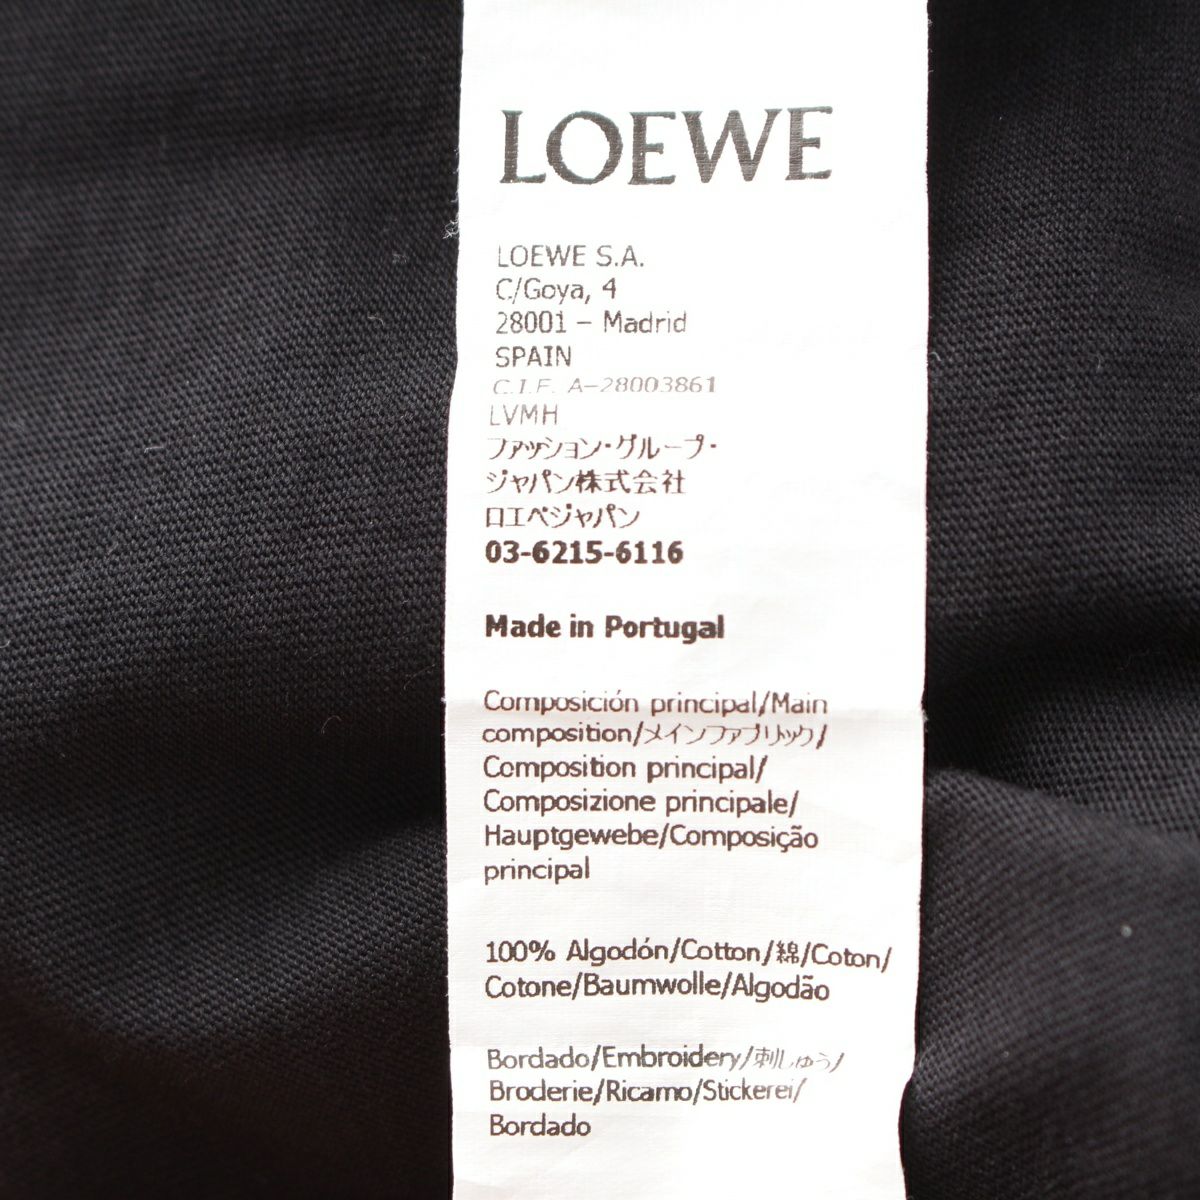 LOEWE
LOEWE S.A.
C/Goya, 4
28001 – Madrid
SPAIN
C.I.F. A–28003861
LVMH
ファッション・グループ・
ジャパン株式会社
ロエベジャパン
03-6215-6116
Made in Portugal
Composición principal/Main
composition/メインファブリック/
Composition principal/
Composizione principale/
Hauptgewebe/Composição
principal
100% Algodón/Cotton/綿/Coton/
Cotone/Baumwolle/Algodão
Bordado/Embroidery/刺しゅう/
Broderie/Ricamo/Stickerei/
Bordado